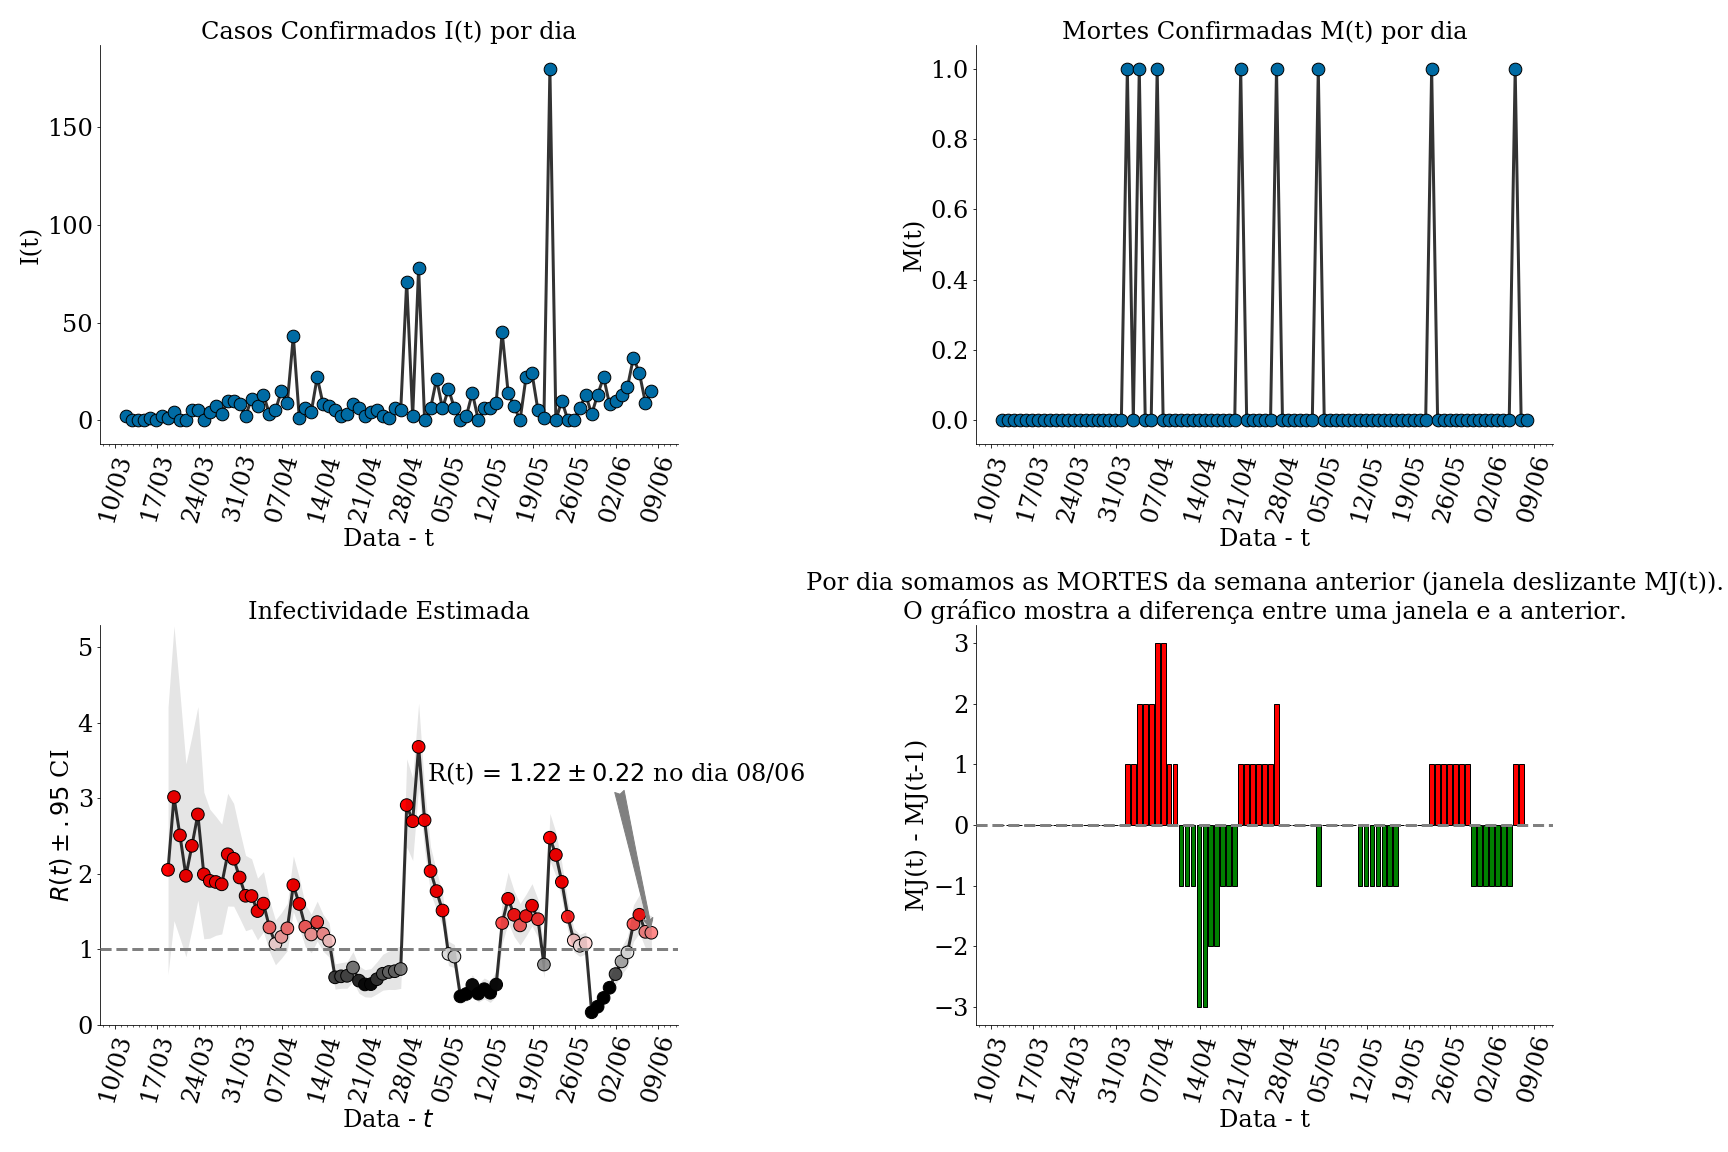 Casos Confirmados I(t) por dia
I(t)
150
100
50
0
10/03 17/03 24/03 31/03 07/04 14/04 21/04 28/04 05/05 12/05 19/05 26/05 02/06 09/06
Data - t
Mortes Confirmadas M(t) por dia
M(t)
1.0
0.8
0.6
0.4
0.2
0.0
10/03 17/03 24/03 31/03 07/04 14/04 21/04 28/04 05/05 12/05 19/05 26/05 02/06 09/06
Data - t
Infectividade Estimada
R(t) ± .95 CI
5
4
3
2
1
0
R(t) = 1.22 ± 0.22 no dia 08/06
10/03 17/03 24/03 31/03 07/04 14/04 21/04 28/04 05/05 12/05 19/05 26/05 02/06 09/06
Data - t
Por dia somamos as MORTES da semana anterior (janela deslizante MJ(t)).
O gráfico mostra a diferença entre uma janela e a anterior.
MJ(t) - MJ(t-1)
3
2
1
0
−1
−2
−3
10/03 17/03 24/03 31/03 07/04 14/04 21/04 28/04 05/05 12/05 19/05 26/05 02/06 09/06
Data - t